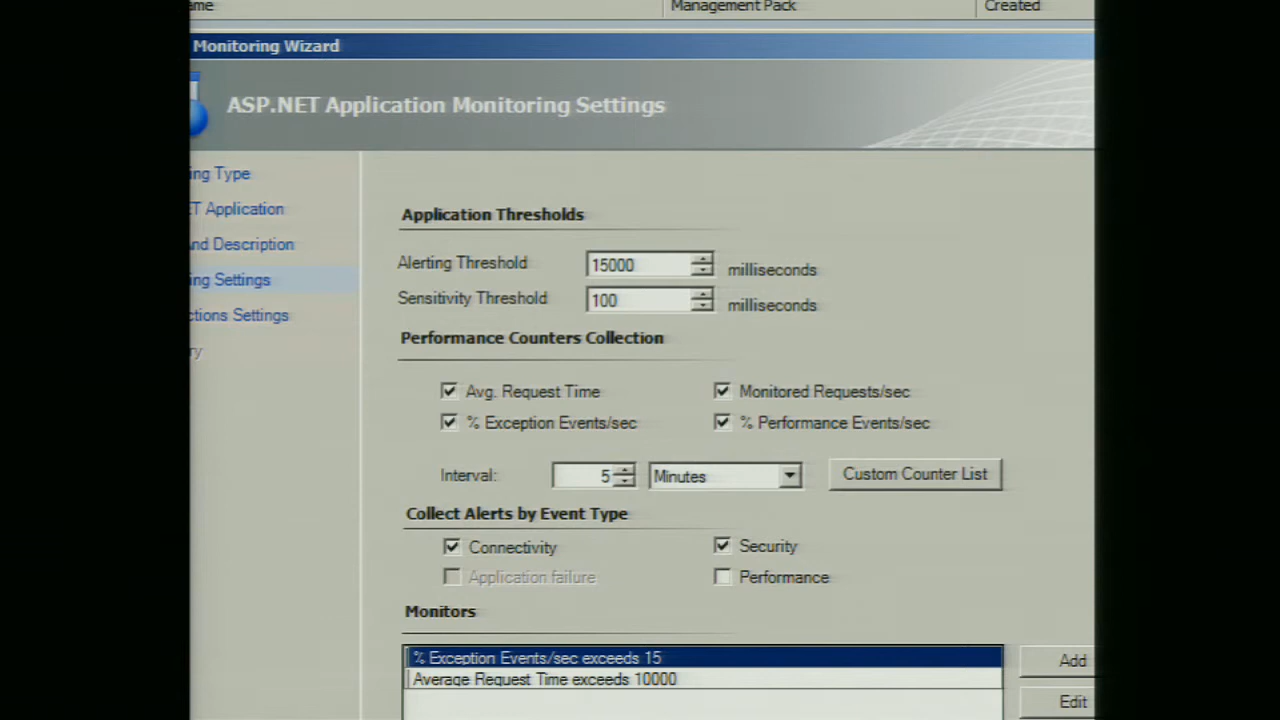 ame Management Pack Created
Monitoring Wizard
ASP.NET Application Monitoring Settings
ing Type
T Application
nd Description
ing Settings
ctions Settings
ry
Application Thresholds
Alerting Threshold 15000 milliseconds
Sensitivity Threshold 100 milliseconds
Performance Counters Collection
Avg. Request Time Monitored Requests/sec
% Exception Events/sec % Performance Events/sec
Interval: 5 Minutes Custom Counter List
Collect Alerts by Event Type
Connectivity Security
Application failure Performance
Monitors
% Exception Events/sec exceeds 15 Add
Average Request Time exceeds 10000
Edit